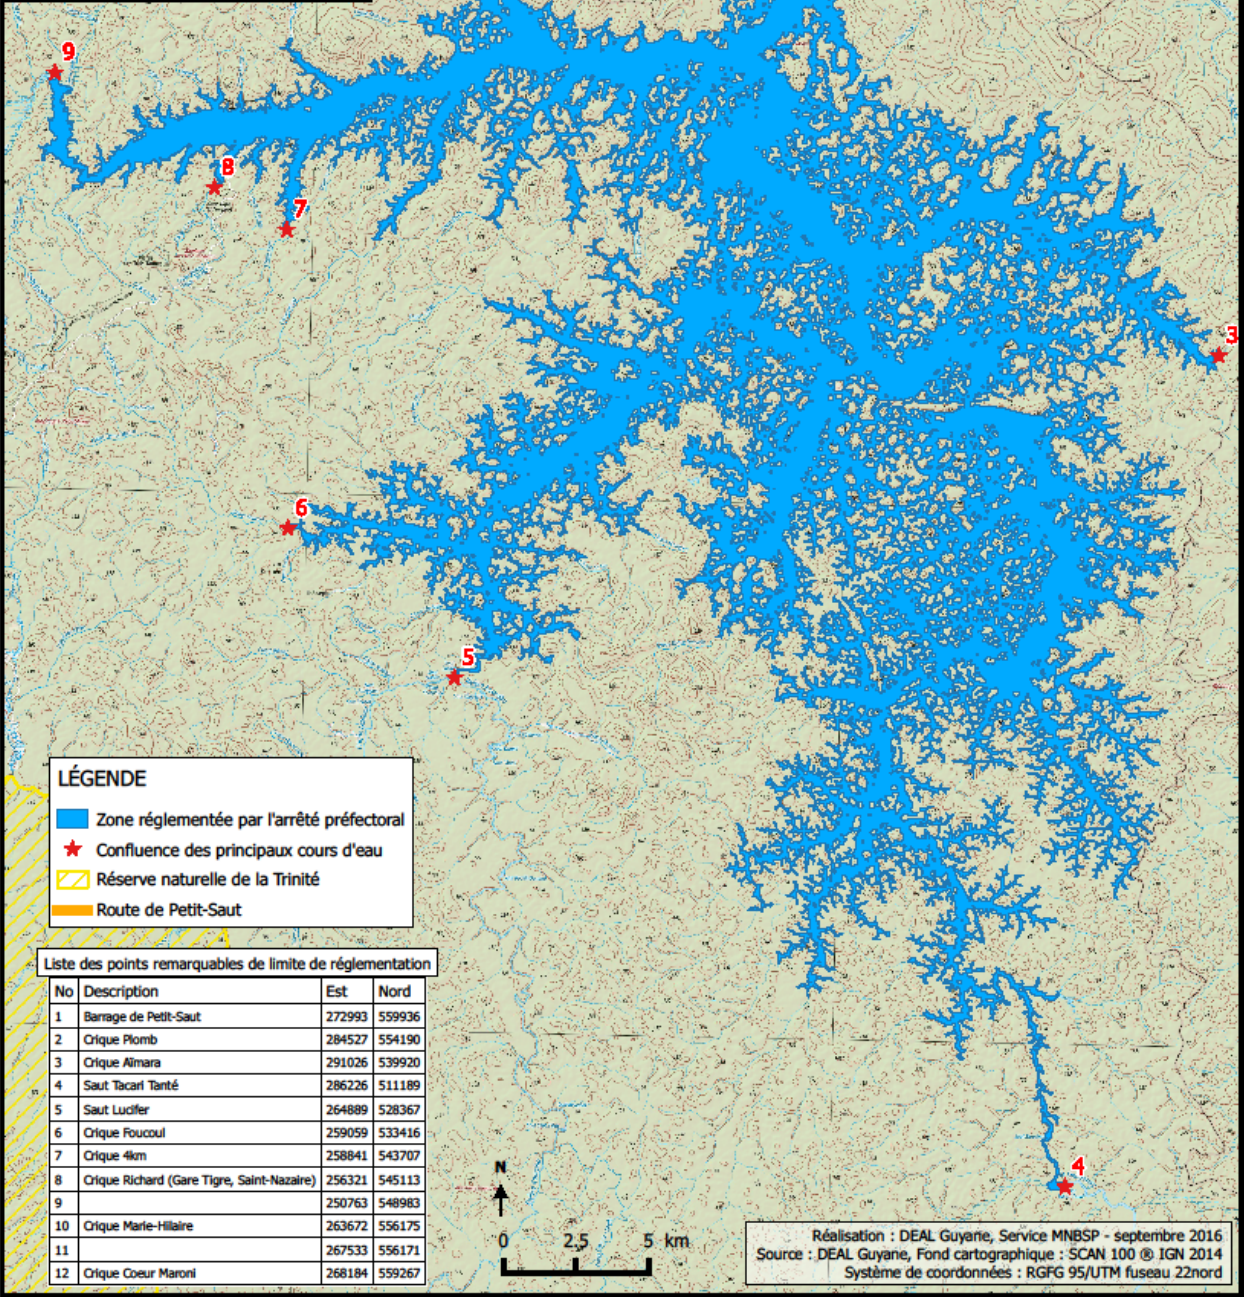 9
8
7
3
6
5
LÉGENDE
Zone réglementée par l'arrêté préfectoral
Confluence des principaux cours d'eau
Réserve naturelle de la Trinité
Route de Petit-Saut
Liste des points remarquables de limite de réglementation
No Description Est Nord
1 Barrage de Petit-Saut 272993 559936
2 Crique Plomb 284527 554190
3 Crique Aïmara 291026 539920
4 Saut Tacari Tanté 286226 511189
5 Saut Lucifer 264889 528367
6 Crique Foucoul 259059 533416
7 Crique 4km 258841 543707
8 Crique Richard (Gare Tigre, Saint-Nazaire) 256321 545113
9 250763 548983
10 Crique Marie-Hilaire 263672 556175
11 267533 556171
12 Crique Coeur Maroni 268184 559267
4
N
0 2,5 5 km
Réalisation : DEAL Guyane, Service MNBSP - septembre 2016
Source : DEAL Guyane, Fond cartographique : SCAN 100 ® IGN 2014
Système de coordonnées : RGFG 95/UTM fuseau 22nord